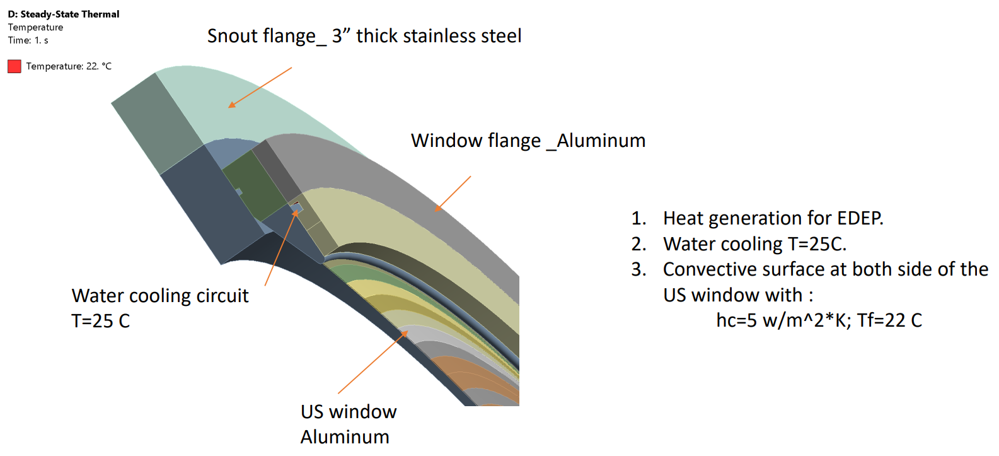 D: Steady-State Thermal
Temperature
Time: 1. s
Temperature: 22. °C
Snout flange_ 3” thick stainless steel
Window flange _Aluminum
1. Heat generation for EDEP.
2. Water cooling T=25C.
3. Convective surface at both side of the
US window with :
hc=5 w/m^2*K; Tf=22 C
Water cooling circuit
T=25 C
US window
Aluminum